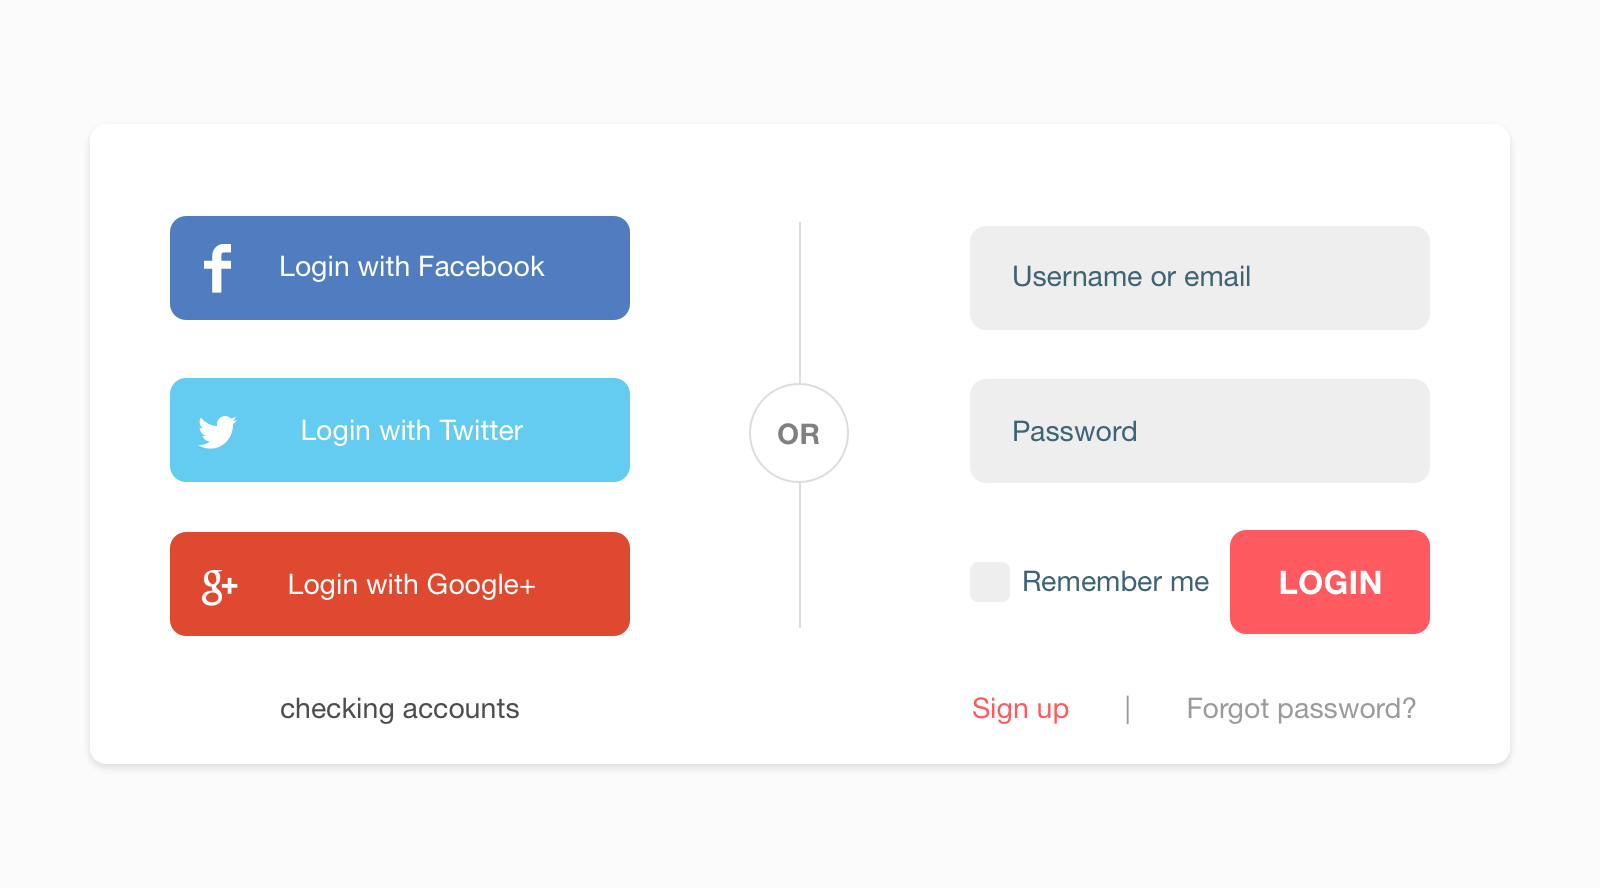 Login with Facebook
Login with Twitter
Login with Google+
checking accounts
OR
Username or email
Password
Remember me
LOGIN
Sign up | Forgot password?